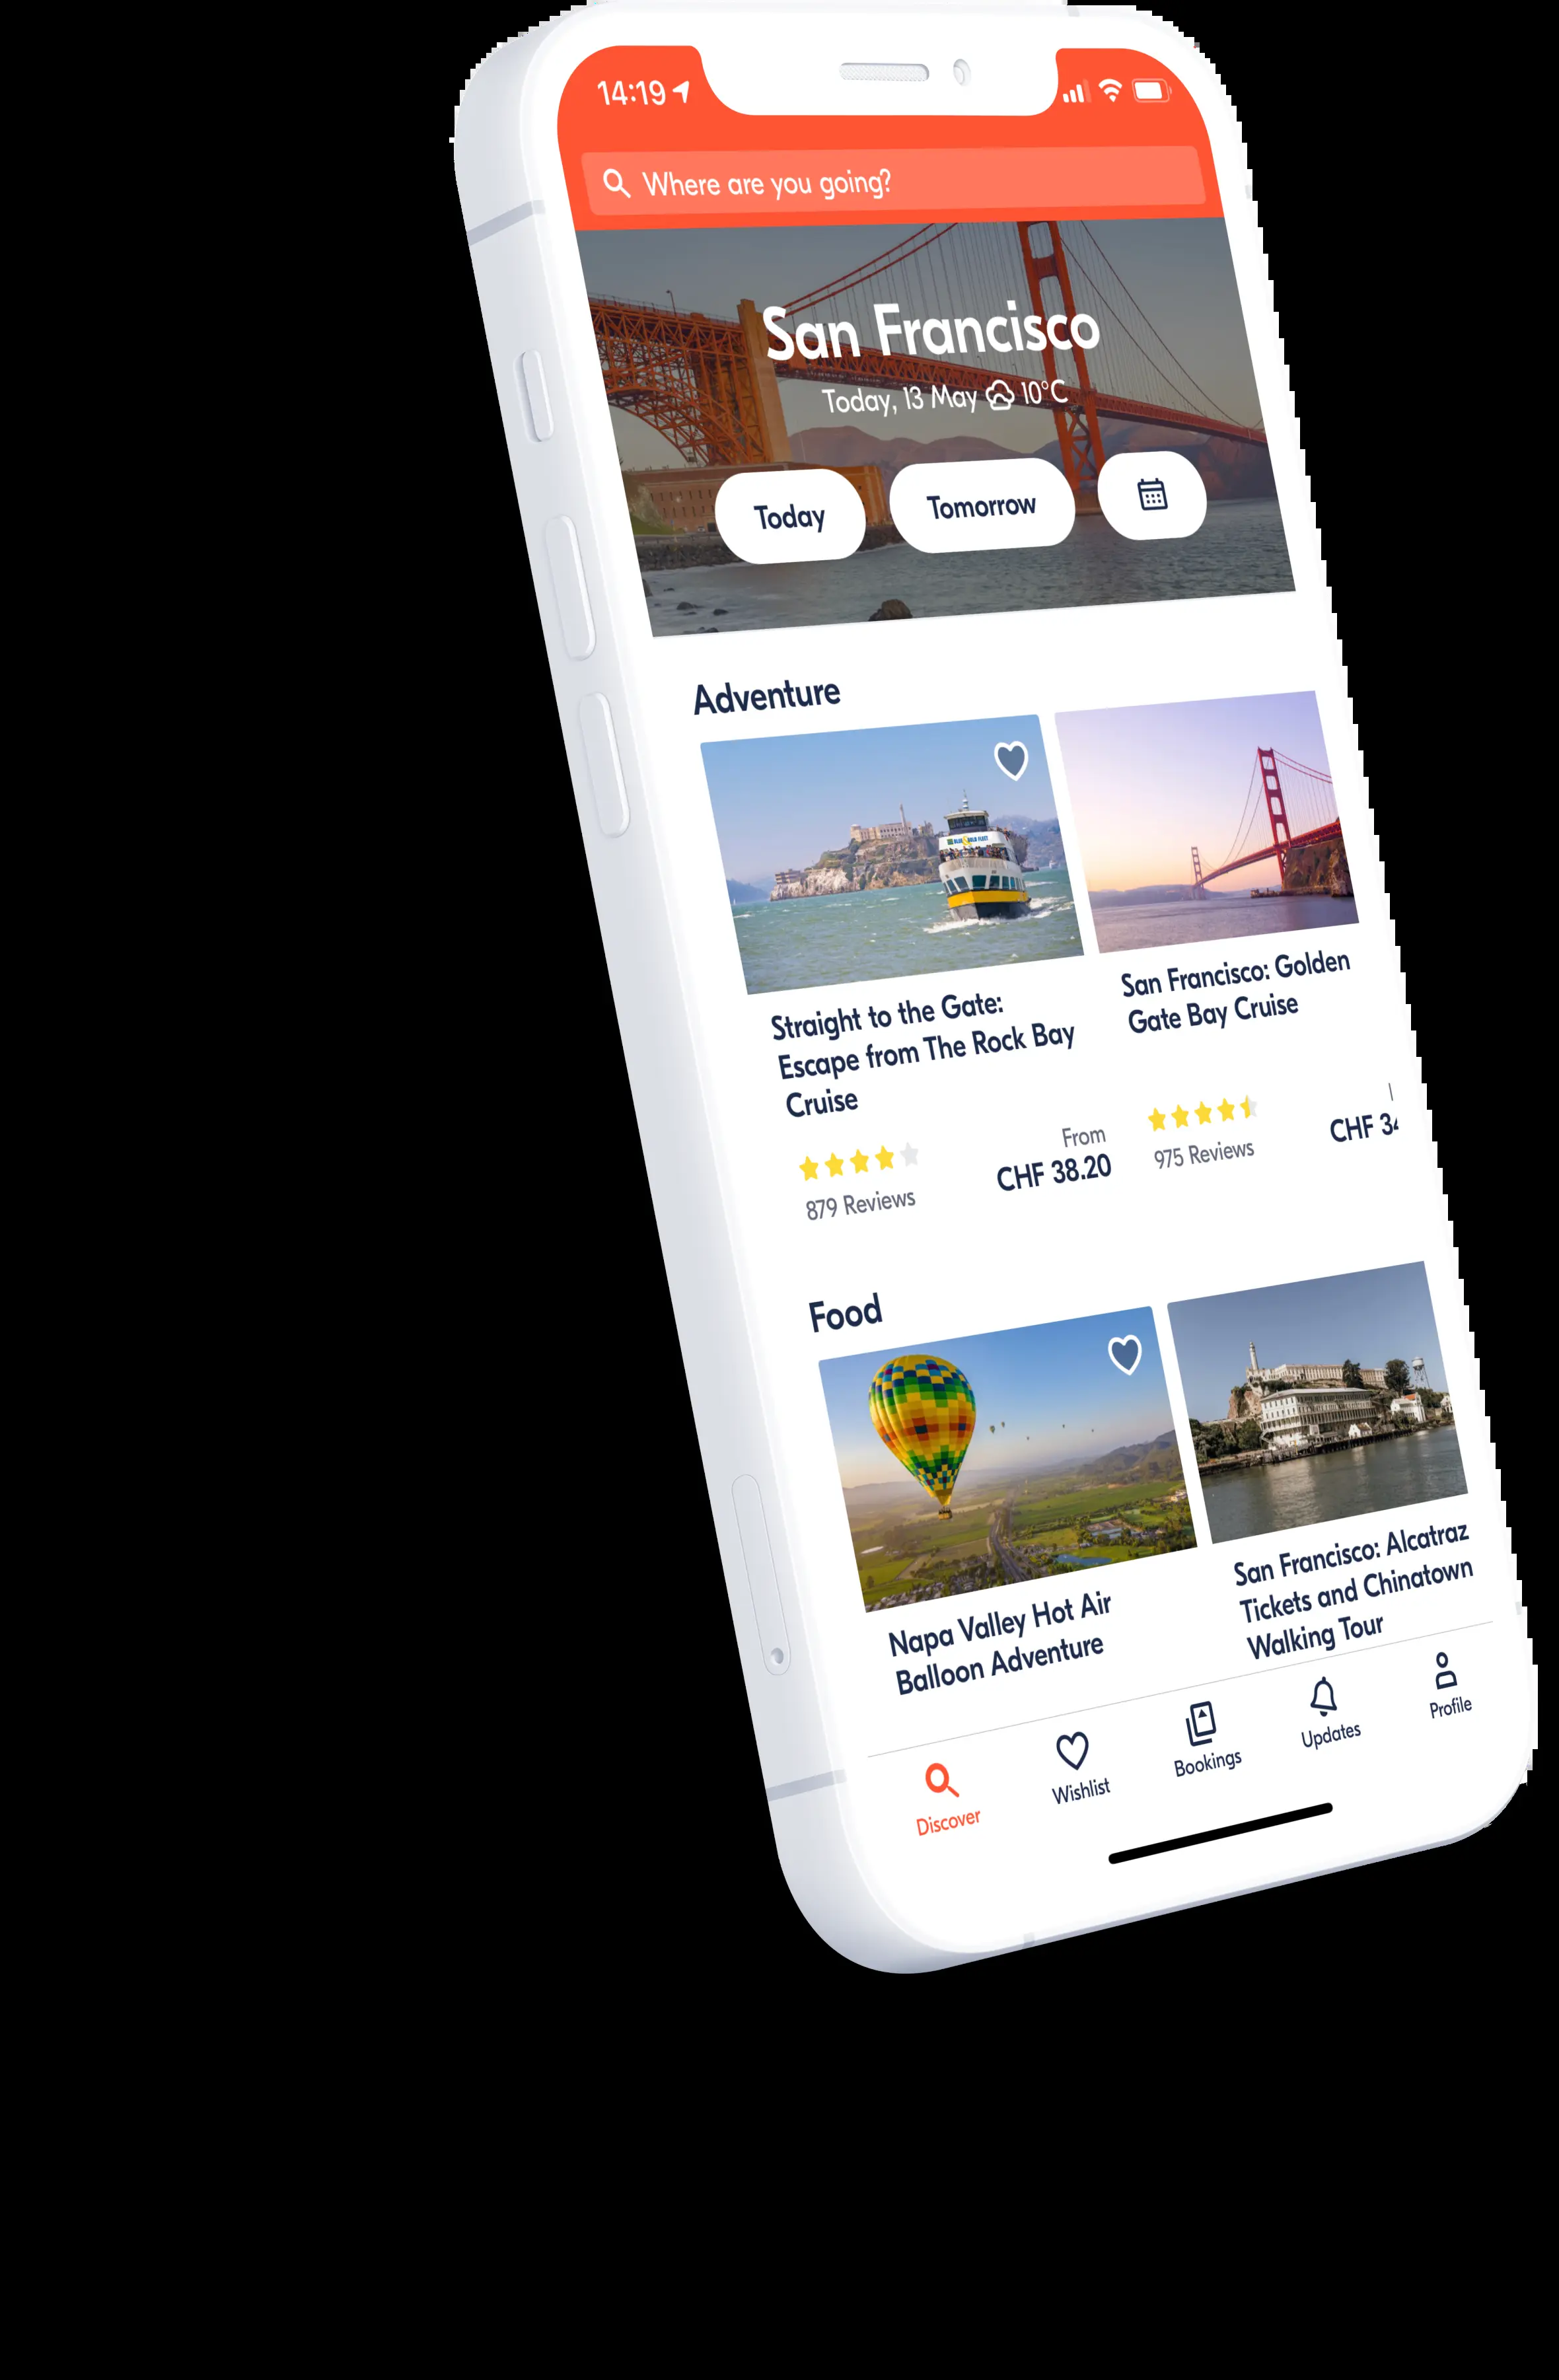 14:19
Where are you going?
San Francisco
Today, 13 May 10°C
Today
Tomorrow
Adventure
Straight to the Gate:
Escape from The Rock Bay
Cruise
879 Reviews
From
CHF 38.20
San Francisco: Golden
Gate Bay Cruise
975 Reviews
CHF
Food
Napa Valley Hot Air
Balloon Adventure
San Francisco: Alcatraz
Tickets and Chinatown
Walking Tour
Discover
Wishlist
Bookings
Updates
Profile